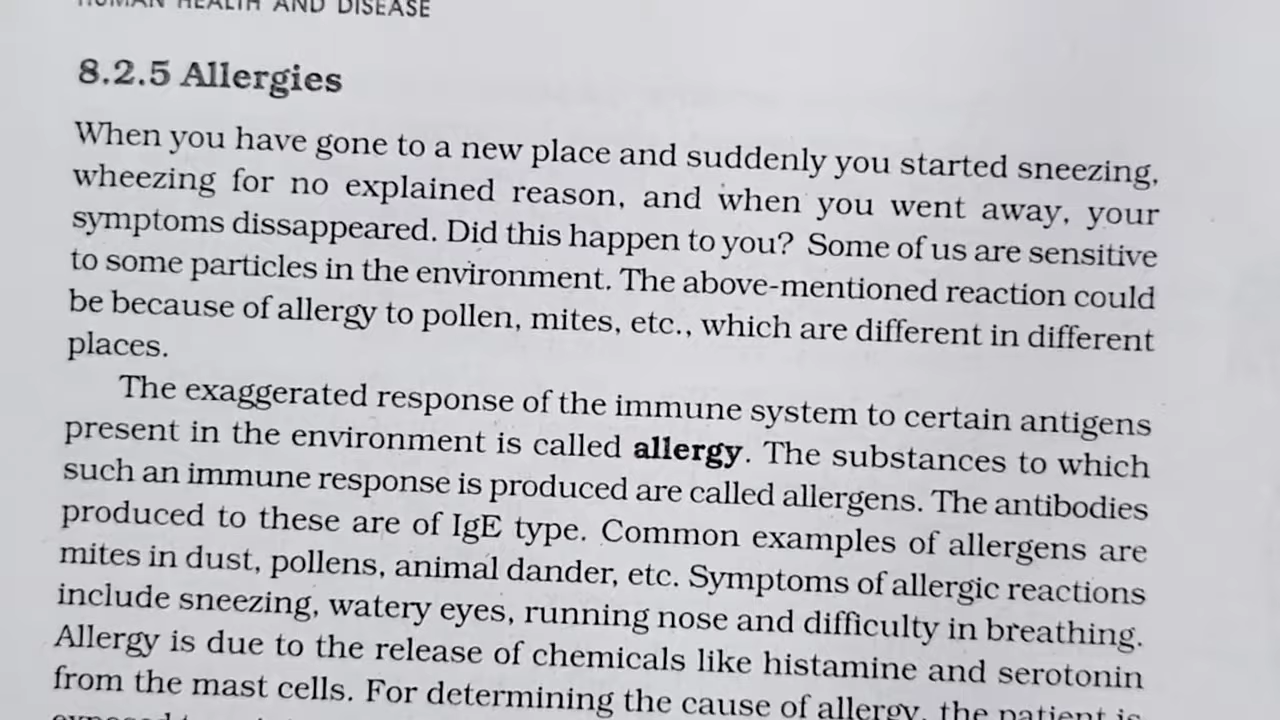 HUMAN HEALTH AND DISEASE
8.2.5 Allergies
When you have gone to a new place and suddenly you started sneezing,
wheezing for no explained reason, and when you went away, your
symptoms dissappeared. Did this happen to you? Some of us are sensitive
to some particles in the environment. The above-mentioned reaction could
be because of allergy to pollen, mites, etc., which are different in different
places.
The exaggerated response of the immune system to certain antigens
present in the environment is called allergy. The substances to which
such an immune response is produced are called allergens. The antibodies
produced to these are of IgE type. Common examples of allergens are
mites in dust, pollens, animal dander, etc. Symptoms of allergic reactions
include sneezing, watery eyes, running nose and difficulty in breathing.
Allergy is due to the release of chemicals like histamine and serotonin
from the mast cells. For determining the cause of allergy, the patient is